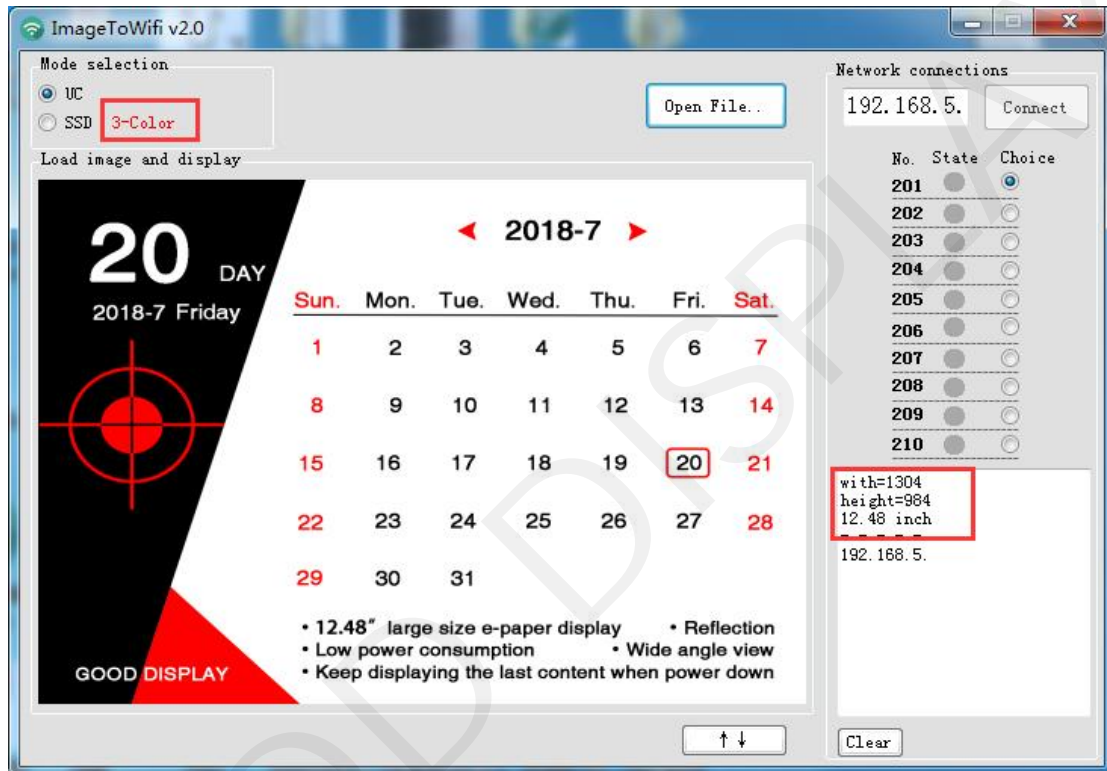 ImageToWifi v2.0
Mode selection
UC
SSD 3-Color
Open File..
Network connections
192.168.5. Connect
No. State Choice
201
202
203
204
205
206
207
208
209
210
Load image and display
20 DAY
2018-7 Friday
GOOD DISPLAY
2018-7
Sun. Mon. Tue. Wed. Thu. Fri. Sat.
1 2 3 4 5 6 7
8 9 10 11 12 13 14
15 16 17 18 19 20 21
22 23 24 25 26 27 28
29 30 31
• 12.48″ large size e-paper display • Reflection
• Low power consumption • Wide angle view
• Keep displaying the last content when power down
with=1304
height=984
12.48 inch
- - - - -
192.168.5.
↑↓
Clear